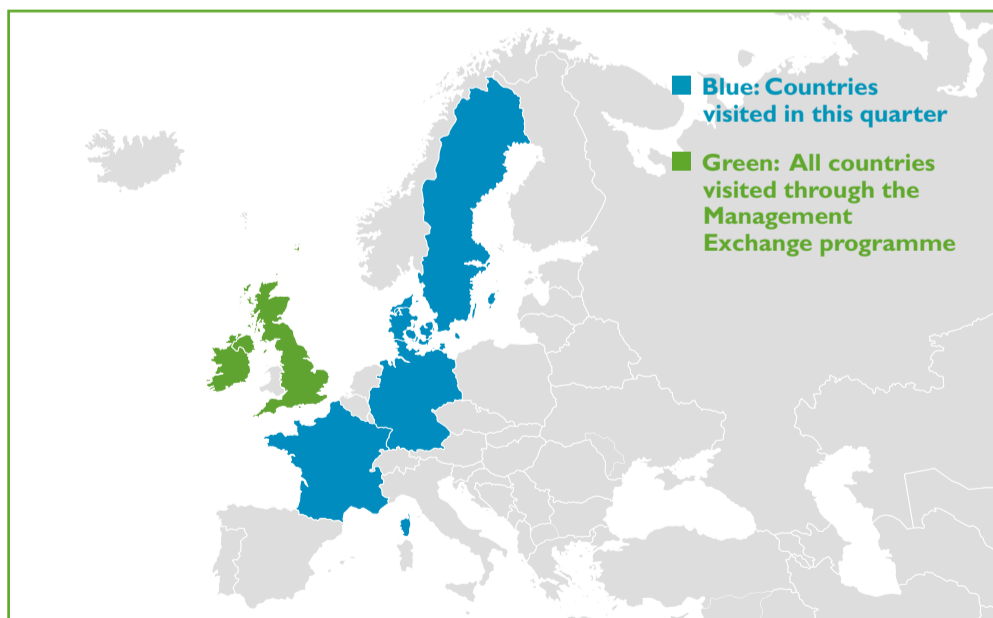 Blue: Countries
visited in this quarter
Green: All countries
visited through the
Management
Exchange programme